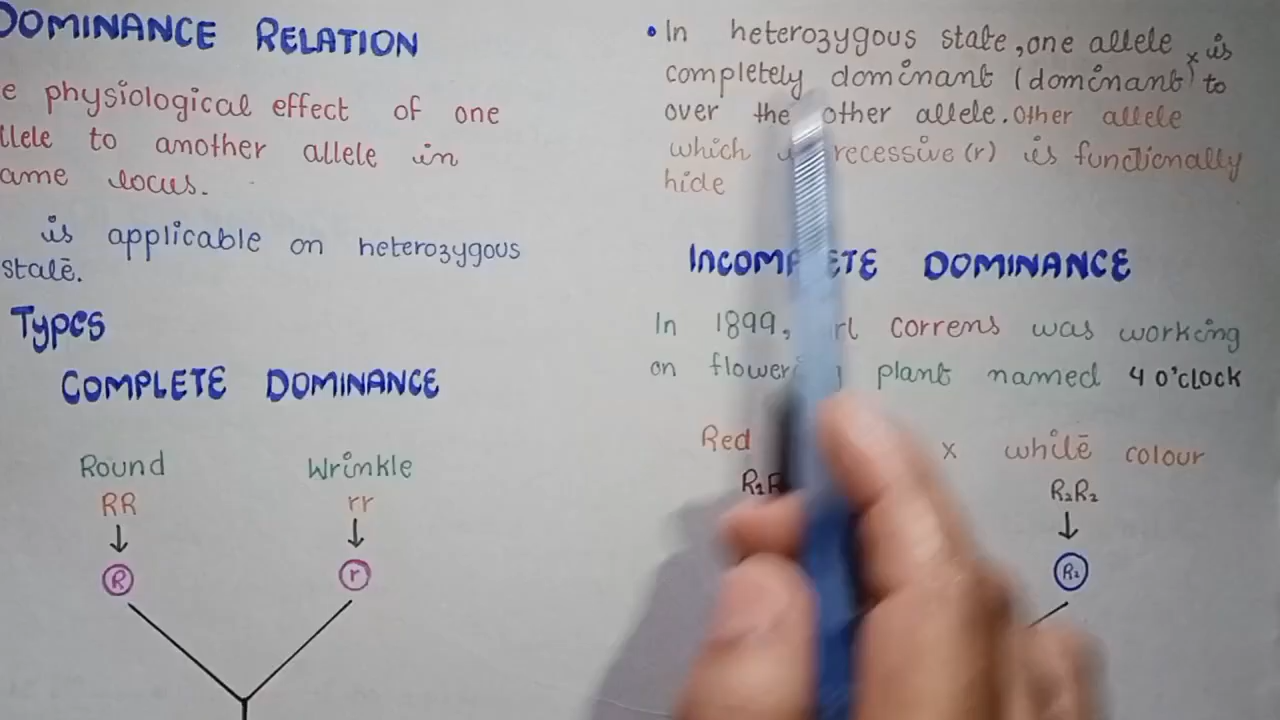 DOMINANCE RELATION
e physiological effect of one
llele to another allele in
ame locus.
is applicable on heterozygous
state.
Types
COMPLETE DOMINANCE
Round Wrinkle
RR rr
R r
• In heterozygous state, one allele x is
completely dominant (dominant) to
over the other allele. Other allele
which recessive (r) is functionally
hide
INCOMPLETE DOMINANCE
In 1899, rl Correns was working
on plant named 4 o'clock
Red x white colour
R₂R₂
R₂